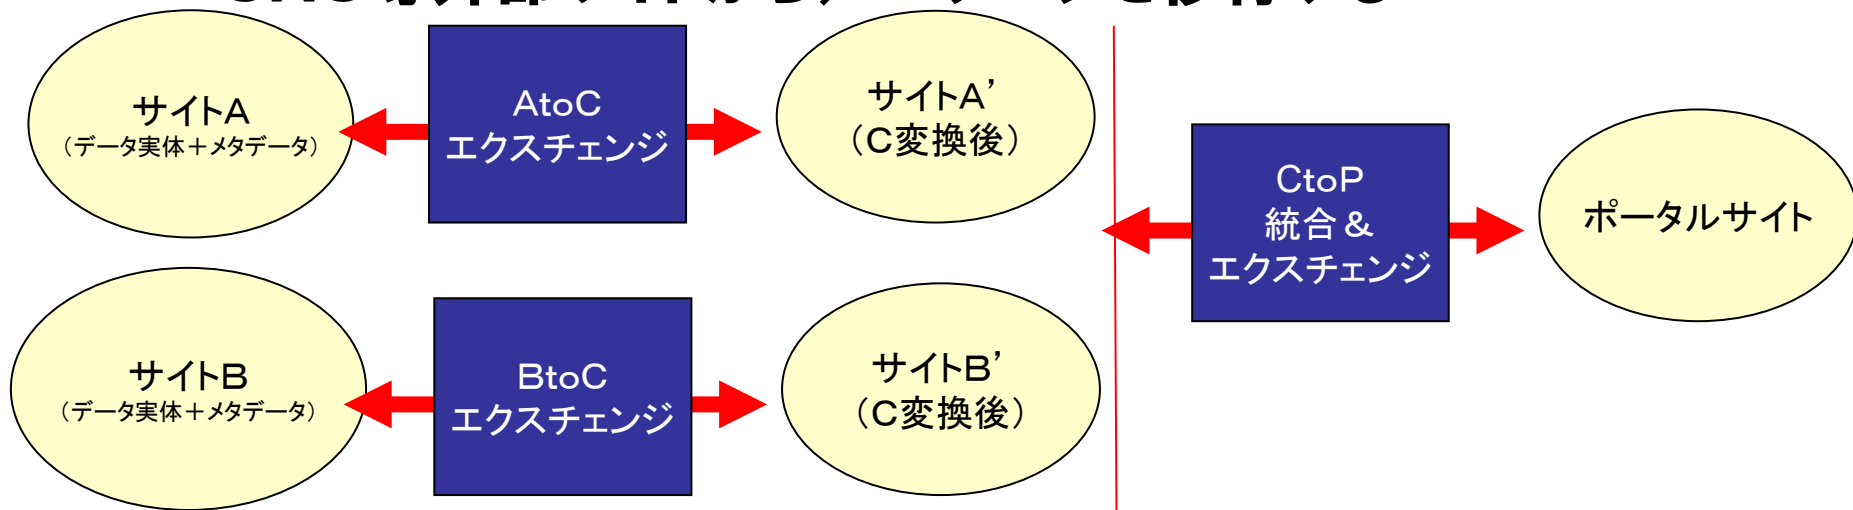 サイトA
（データ実体＋メタデータ）
AtoC
エクスチェンジ
サイトA’
（C変換後）
CtoP
統合＆
エクスチェンジ
ポータルサイト
サイトB
（データ実体＋メタデータ）
BtoC
エクスチェンジ
サイトB’
（C変換後）